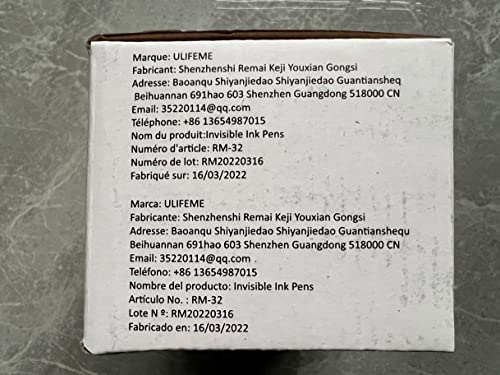 Marque: ULIFEME
Fabricant: Shenzhenshi Remai Keji Youxian Gongsi
Adresse: Baoanqu Shiyanjiedao Shiyanjiedao Guantiansheq
Beihuannan 691hao 603 Shenzhen Guangdong 518000 CN
Email: 35220114@qq.com
Téléphone: +86 13654987015
Nom du produit:Invisible Ink Pens
Numéro d'article: RM-32
Numéro de lot: RM20220316
Fabriqué sur: 16/03/2022
Marca: ULIFEME
Fabricante: Shenzhenshi Remai Keji Youxian Gongsi
Adresse: Baoanqu Shiyanjiedao Shiyanjiedao Guantianshequ
Beihuannan 691hao 603 Shenzhen Guangdong 518000 CN
Email: 35220114@qq.com
Teléfono: +86 13654987015
Nombre del producto: Invisible Ink Pens
Artículo No. : RM-32
Lote N º: RM20220316
Fabricado en: 16/03/2022